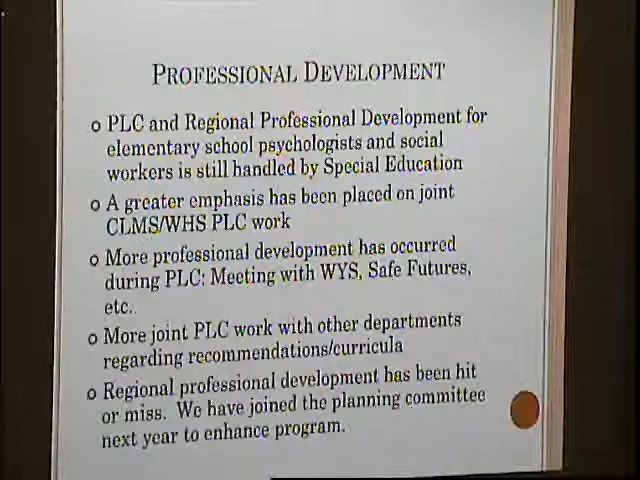 PROFESSIONAL DEVELOPMENT
o PLC and Regional Professional Development for
elementary school psychologists and social
workers is still handled by Special Education
o A greater emphasis has been placed on joint
CLMS/WHS PLC work
o More professional development has occurred
during PLC: Meeting with WYS, Safe Futures,
etc.
o More joint PLC work with other departments
regarding recommendations/curricula
o Regional professional development has been hit
or miss. We have joined the planning committee
next year to enhance program.